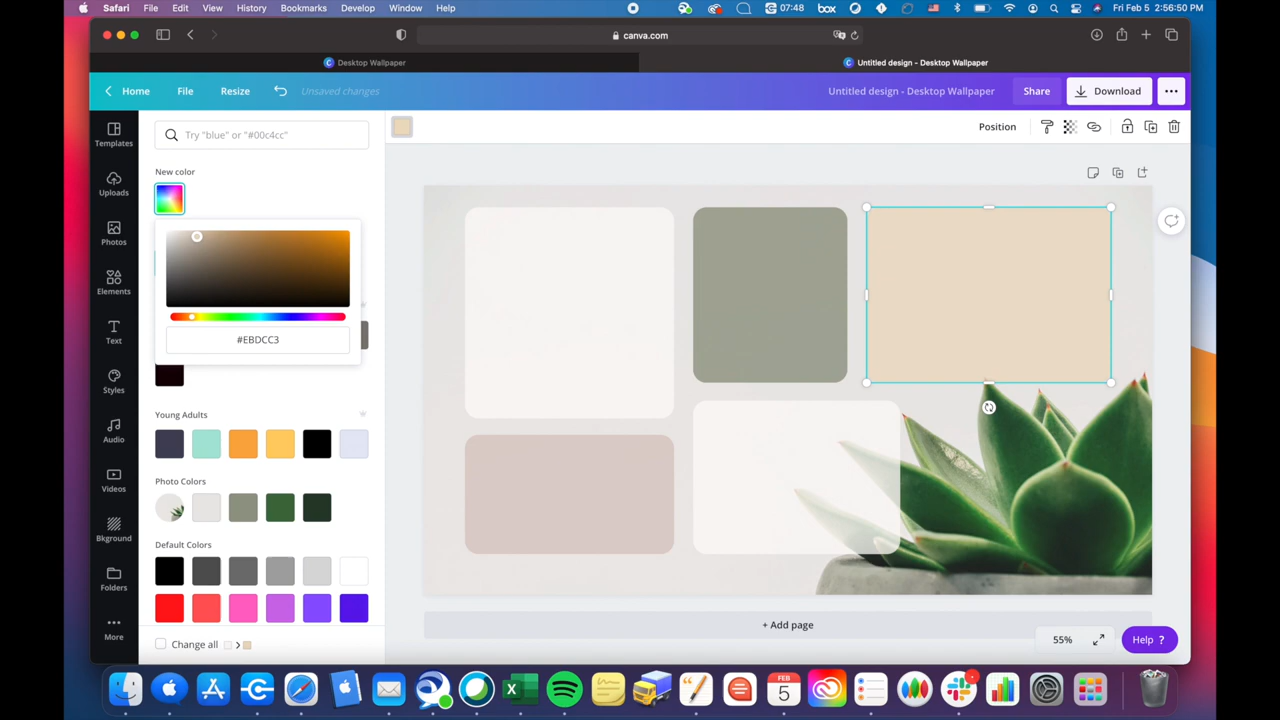 Safari File Edit View History Bookmarks Develop Window Help
07:48 box Fri Feb 5 2:56:50 PM
canva.com
Desktop Wallpaper
Untitled design - Desktop Wallpaper
Home File Resize Unsaved changes Untitled design - Desktop Wallpaper Share Download
Templates
Uploads
Photos
Elements
Text
Styles
Audio
Videos
Bkground
Folders
More
Try "blue" or "#00c4cc"
New color
#EBDCC3
Young Adults
Photo Colors
Default Colors
Change all
Position
+ Add page
55%
Help ?
FEB
5